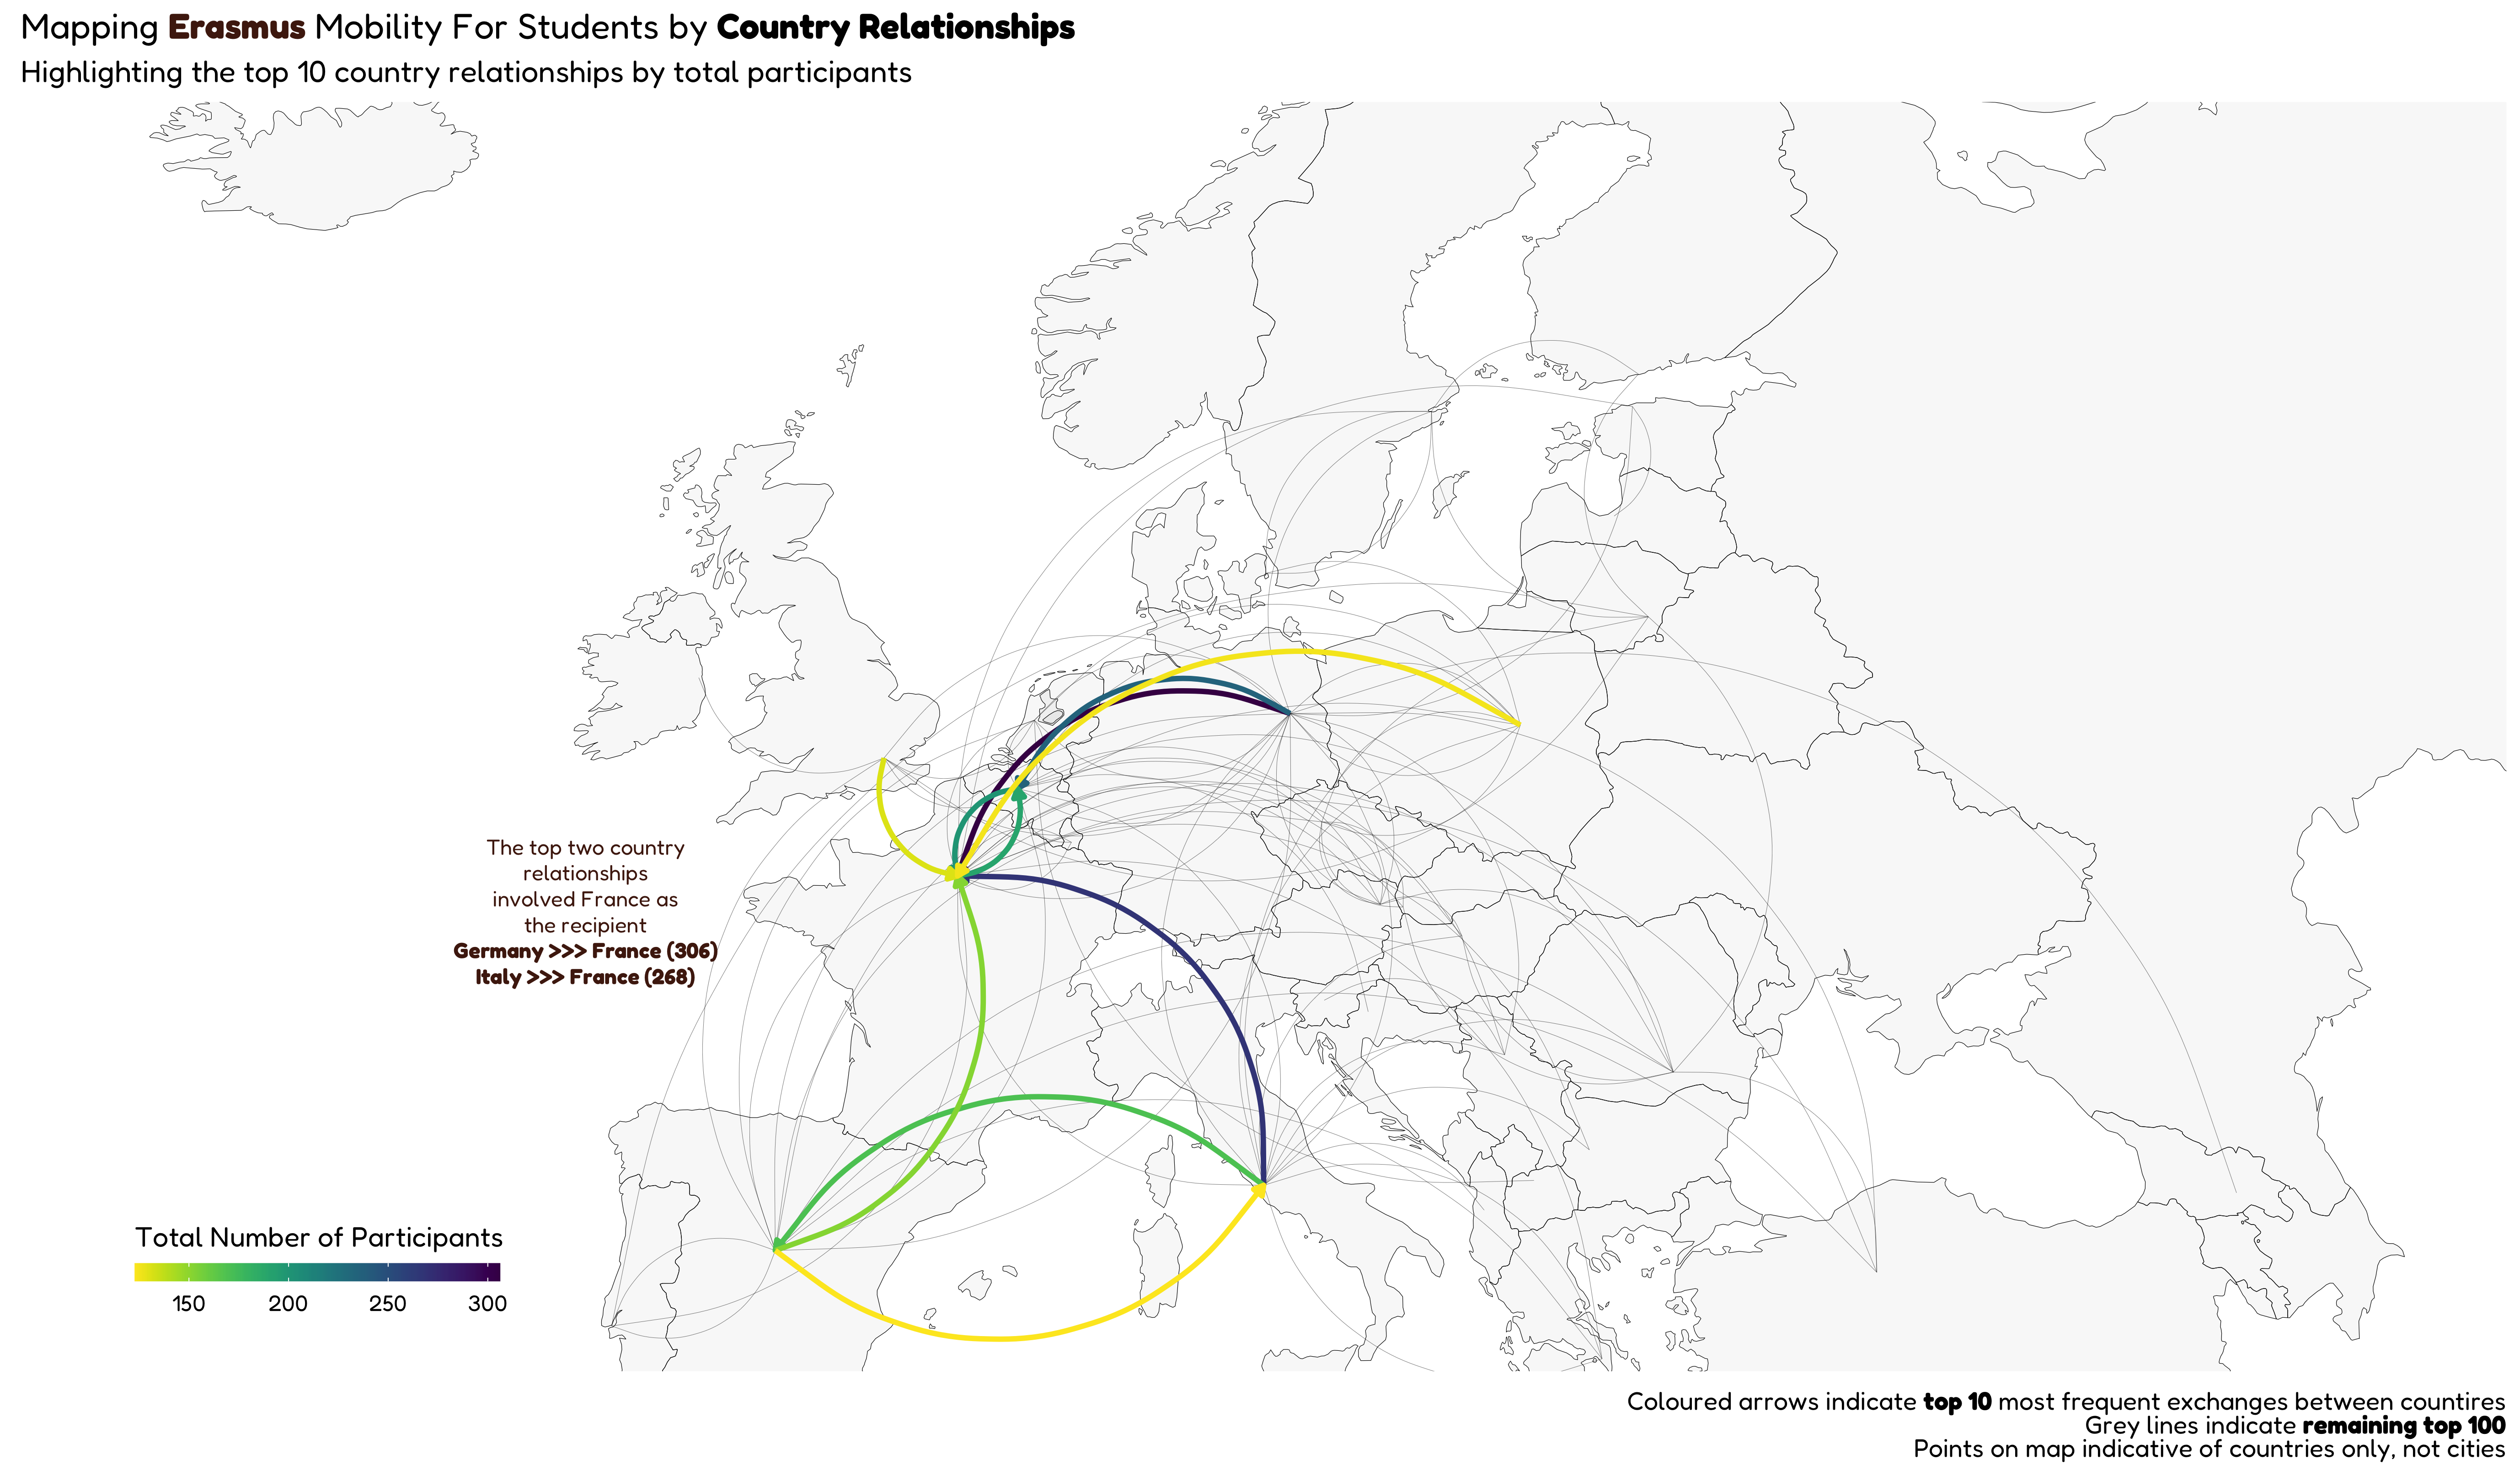 Mapping Erasmus Mobility For Students by Country Relationships
Highlighting the top 10 country relationships by total participants
The top two country
relationships
involved France as
the recipient
Germany >>> France (306)
Italy >>> France (268)
Total Number of Participants
150 200 250 300
Coloured arrows indicate top 10 most frequent exchanges between countires
Grey lines indicate remaining top 100
Points on map indicative of countries only, not cities